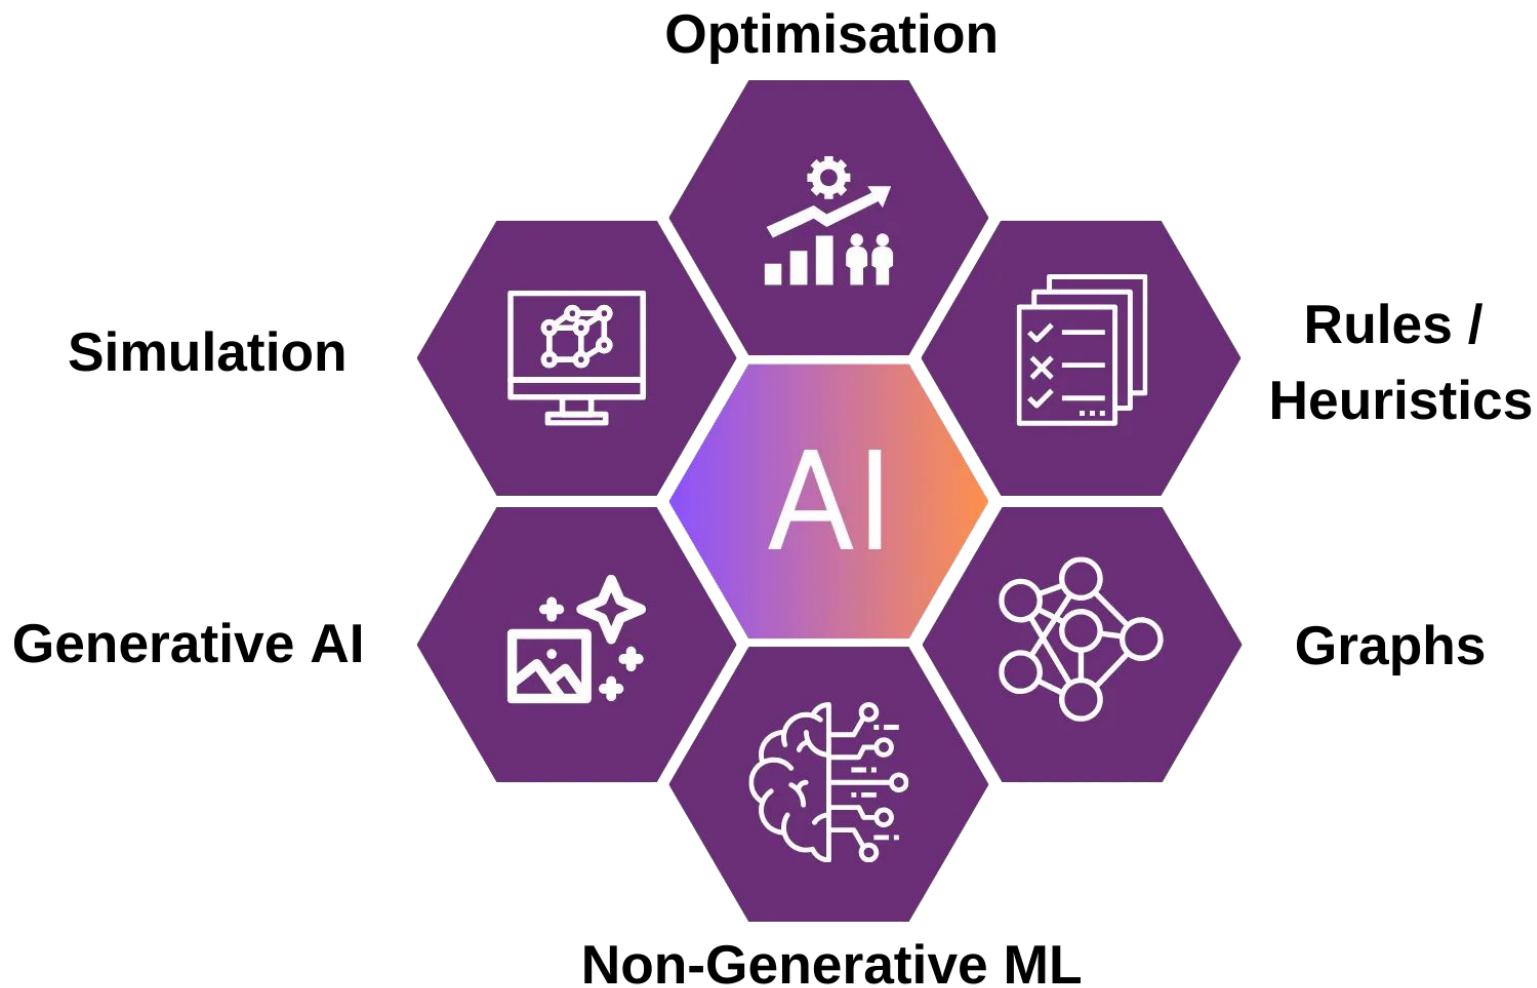 Optimisation
Simulation
Rules /
Heuristics
AI
Generative AI
Graphs
Non-Generative ML